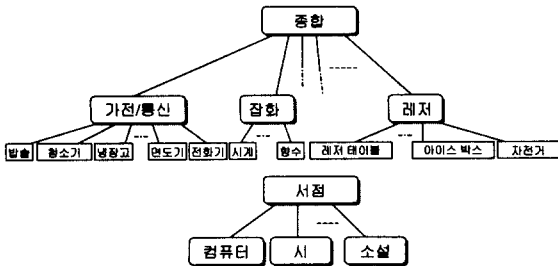 종합
가전/통신 잡화 레저
밥솥 청소기 냉장고 면도기 전화기 시계 향수 레저 테이블 아이스 박스 자전거
서점
컴퓨터 시 소설